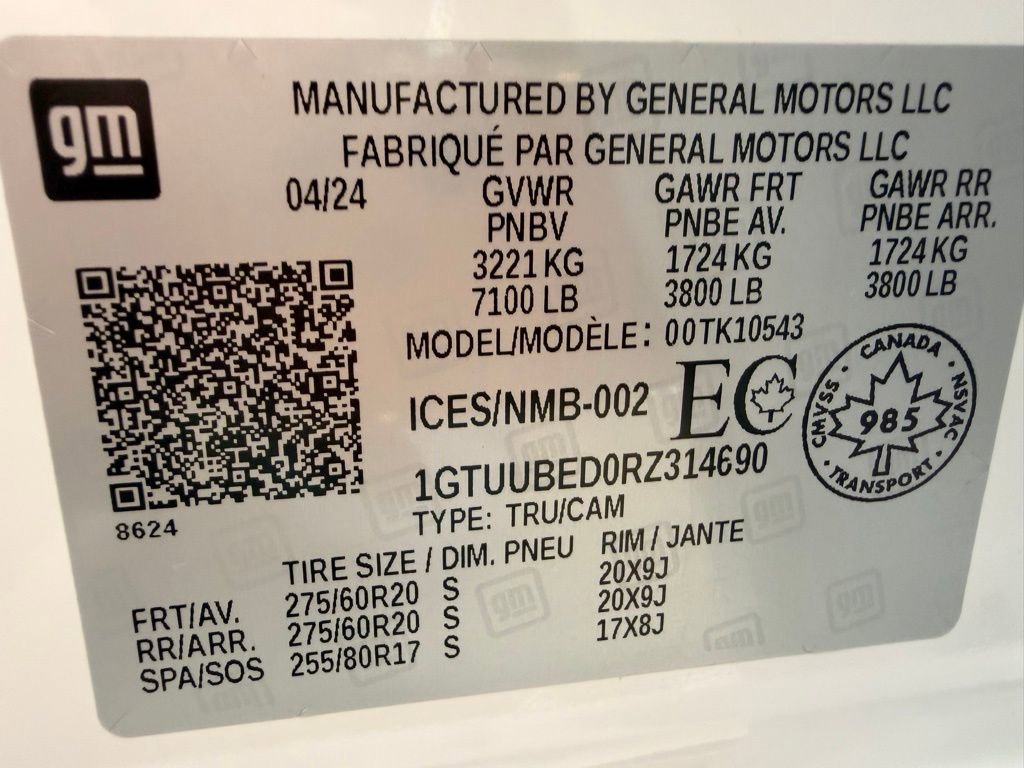 gm
MANUFACTURED BY GENERAL MOTORS LLC
FABRIQUÉ PAR GENERAL MOTORS LLC
04/24 GVWR GAWR FRT GAWR RR
PNBV PNBE AV. PNBE ARR.
3221 KG 1724 KG 1724 KG
7100 LB 3800 LB 3800 LB
MODEL/MODÈLE: 00TK10543
ICES/NMB-002 EC
CANADA
CMVSS · NSVAC
985
· TRANSPORT ·
1GTUUBED0RZ314690
8624
TYPE: TRU/CAM
TIRE SIZE / DIM. PNEU RIM / JANTE
FRT/AV. 275/60R20 S 20X9J
RR/ARR. 275/60R20 S 20X9J
SPA/SOS 255/80R17 S 17X8J